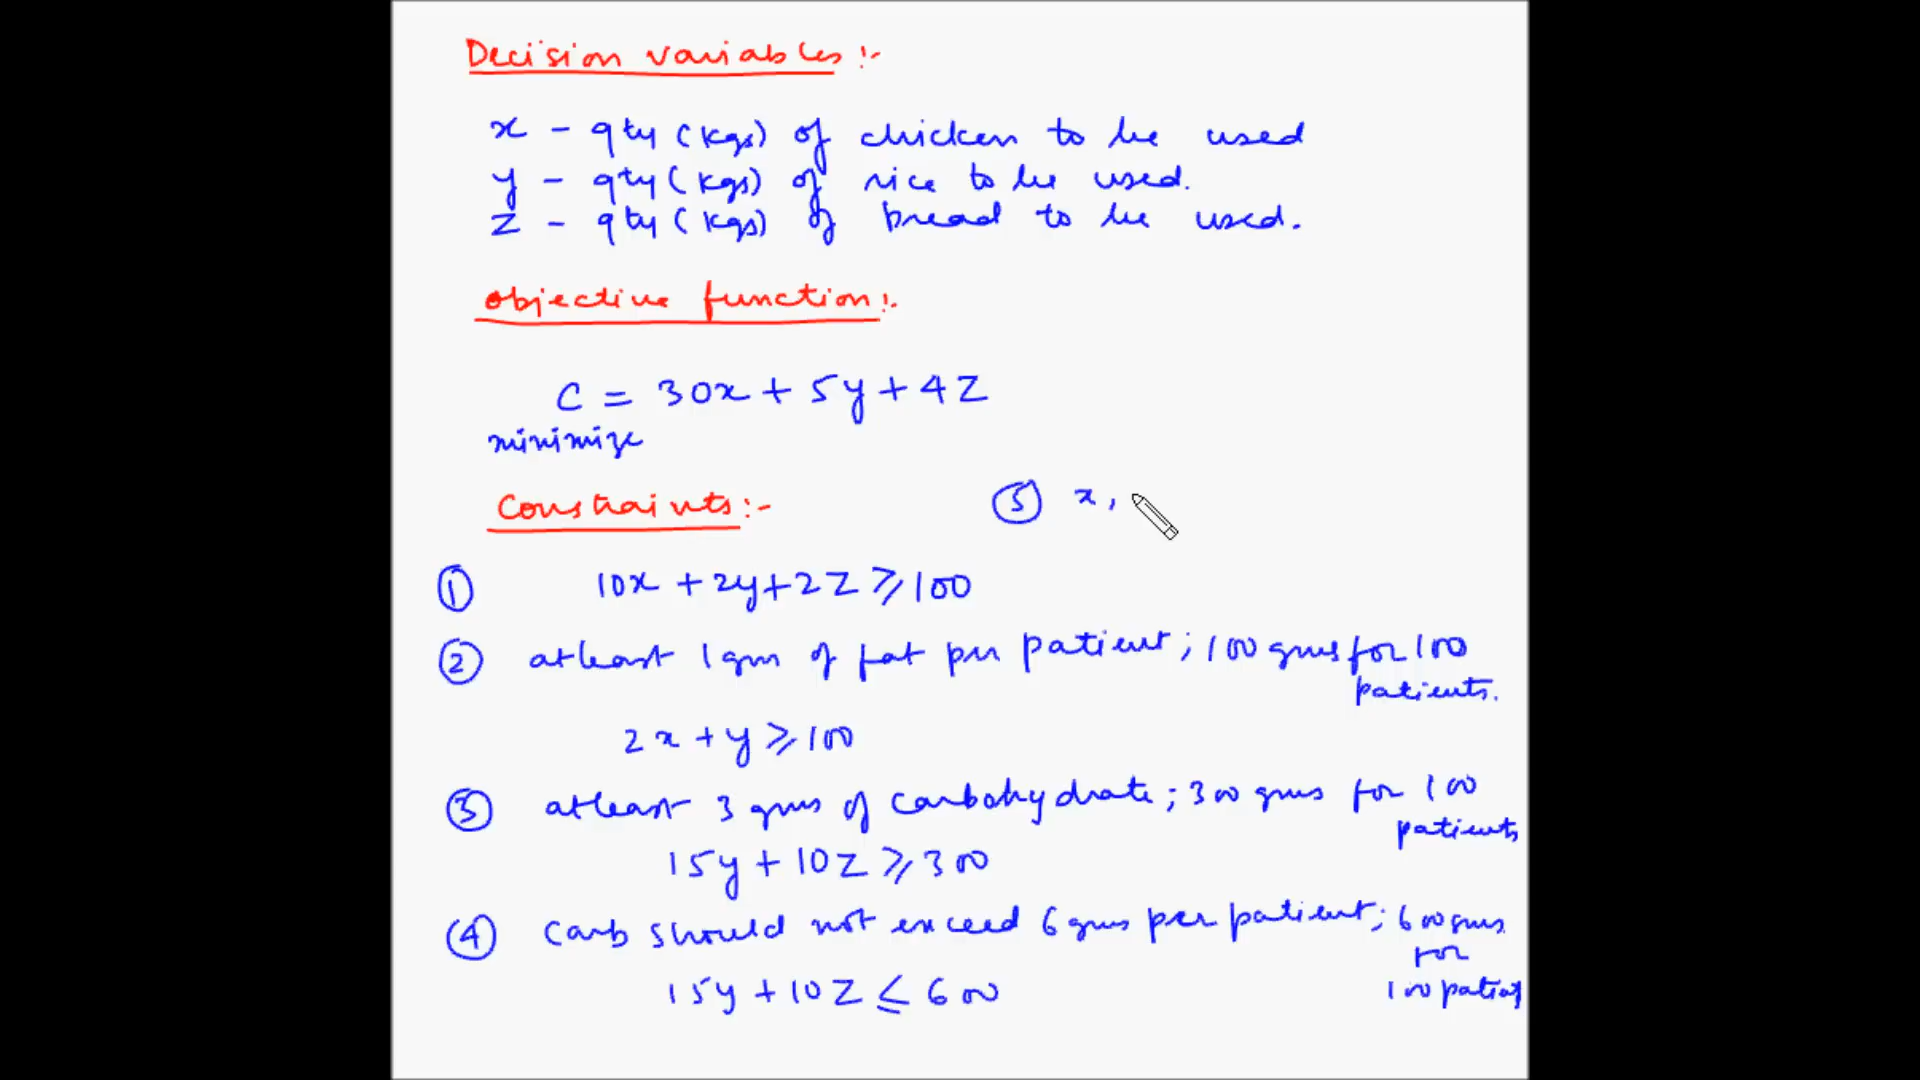 Decision variables :-
x - qty (kgs) of chicken to be used
y - qty (kgs) of rice to be used.
z - qty (kgs) of bread to be used.
Objective function :-
C = 30x + 5y + 4z
minimize
Constraints :-
⑤ x,
① 10x + 2y + 2z ≥ 100
② atleast 1 gm of fat per patient; 100 gms for 100
patients.
2x + y ≥ 100
③ atleast 3 gms of carbohydrate; 300 gms for 100
patients
15y + 10z ≥ 300
④ carb should not exceed 6 gms per patient; 600 gms
for
100 patient
15y + 10z ≤ 600